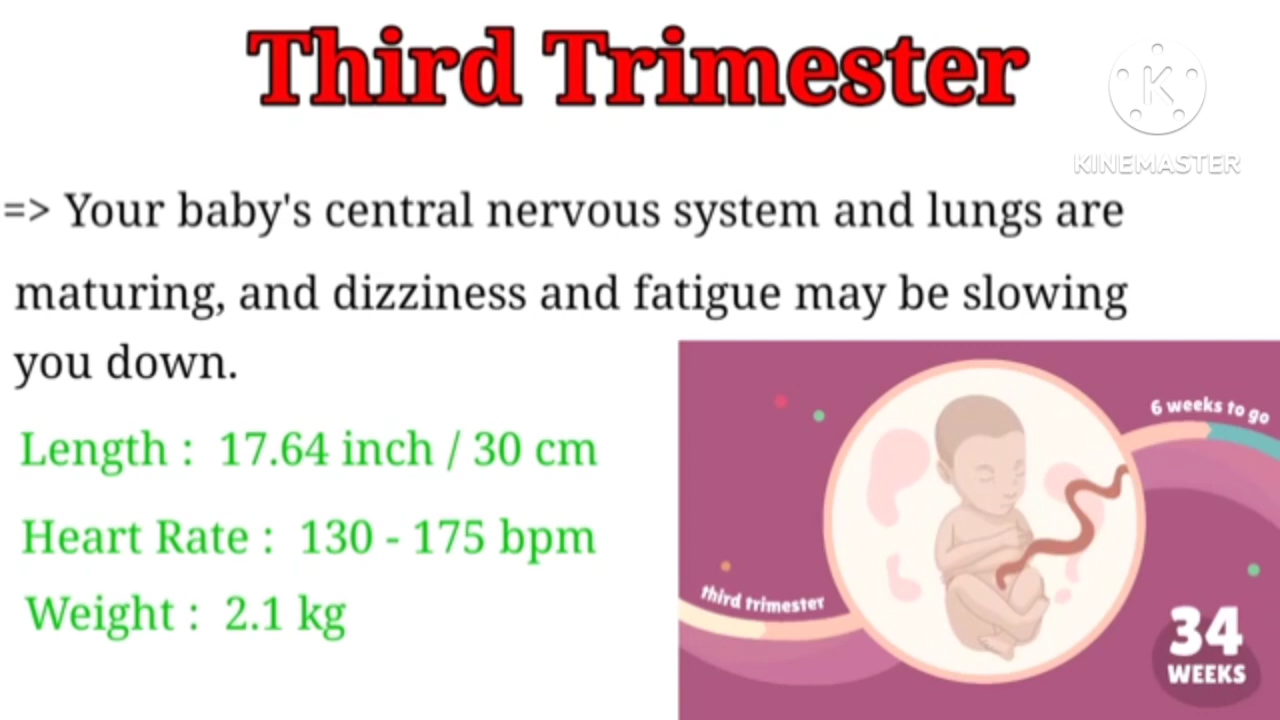 Third Trimester
K
KINEMASTER
=> Your baby's central nervous system and lungs are
maturing, and dizziness and fatigue may be slowing
you down.
Length : 17.64 inch / 30 cm
Heart Rate : 130 - 175 bpm
Weight : 2.1 kg
6 weeks to go
third trimester
34
WEEKS